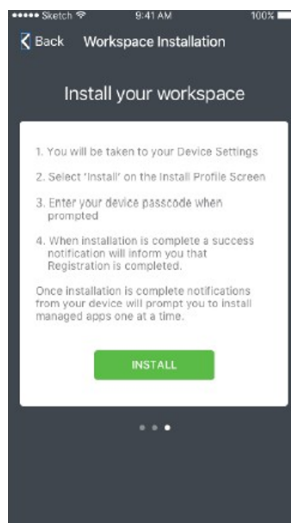 Sketch 9:41 AM 100%
Back Workspace Installation
Install your workspace
1. You will be taken to your Device Settings
2. Select 'Install' on the Install Profile Screen
3. Enter your device passcode when
prompted
4. When installation is complete a success
notification will inform you that
Registration is completed.
Once installation is complete notifications
from your device will prompt you to install
managed apps one at a time.
INSTALL